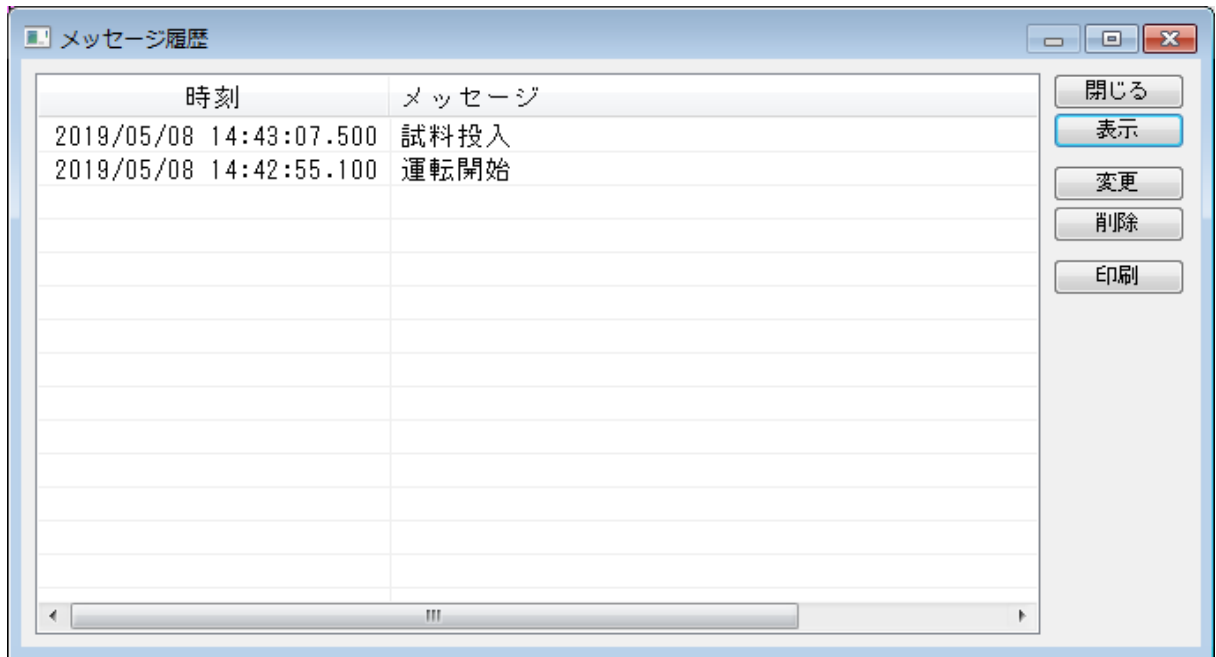 メッセージ履歴
時刻 メッセージ
2019/05/08 14:43:07.500 試料投入
2019/05/08 14:42:55.100 運転開始
閉じる
表示
変更
削除
印刷